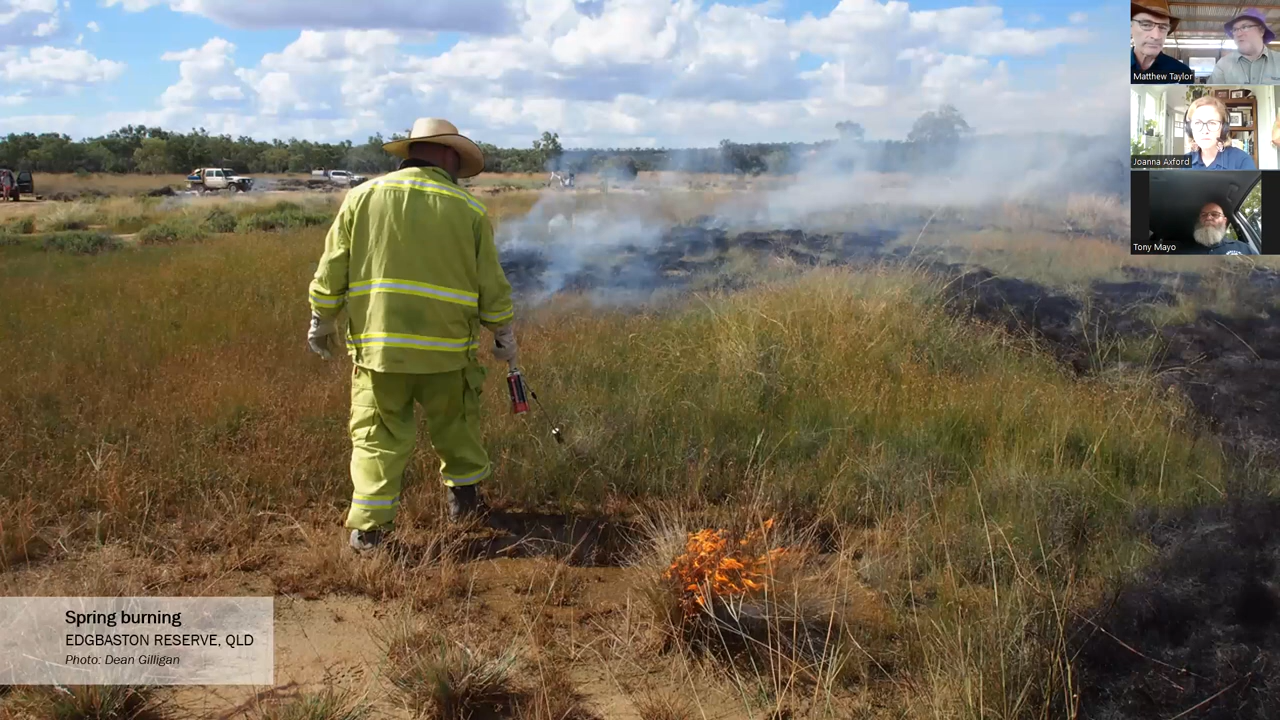 Matthew Taylor
Joanna Axford
Tony Mayo
Spring burning
EDGBASTON RESERVE, QLD
Photo: Dean Gilligan